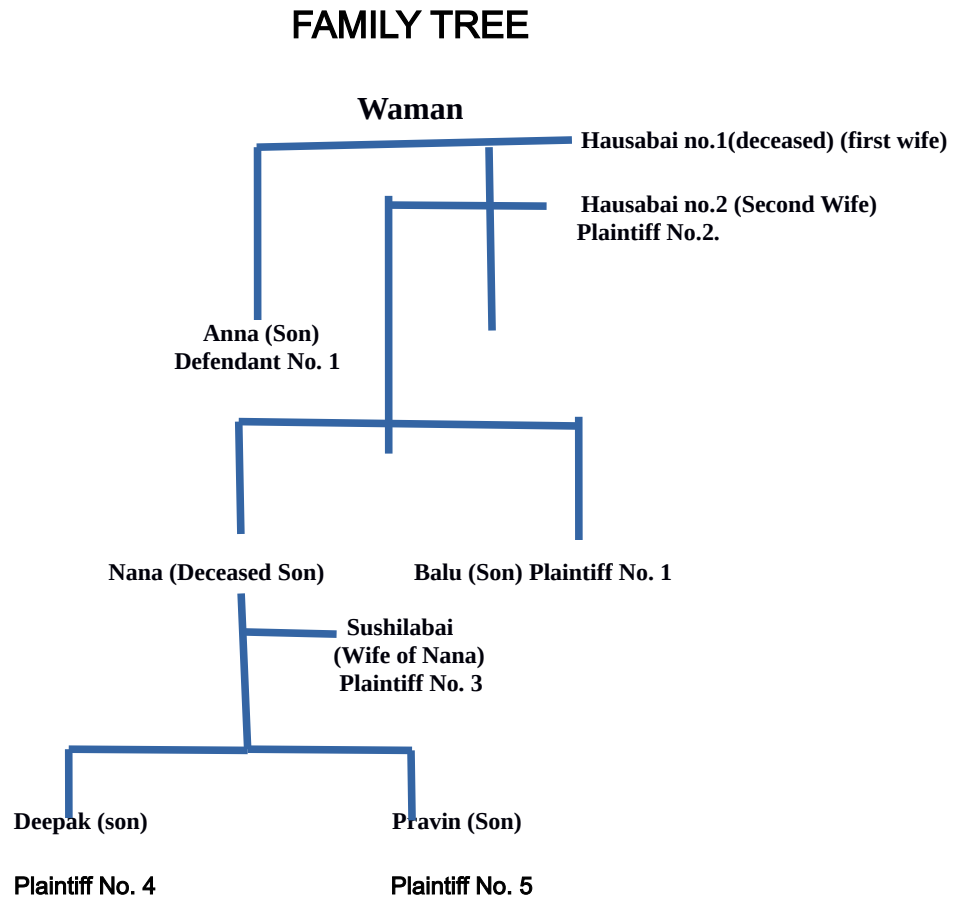 FAMILY TREE
Waman
Hausabai no.1(deceased) (first wife)
Hausabai no.2 (Second Wife)
Plaintiff No.2.
Anna (Son)
Defendant No. 1
Nana (Deceased Son)
Balu (Son) Plaintiff No. 1
Sushilabai
(Wife of Nana)
Plaintiff No. 3
Deepak (son)
Pravin (Son)
Plaintiff No. 4
Plaintiff No. 5